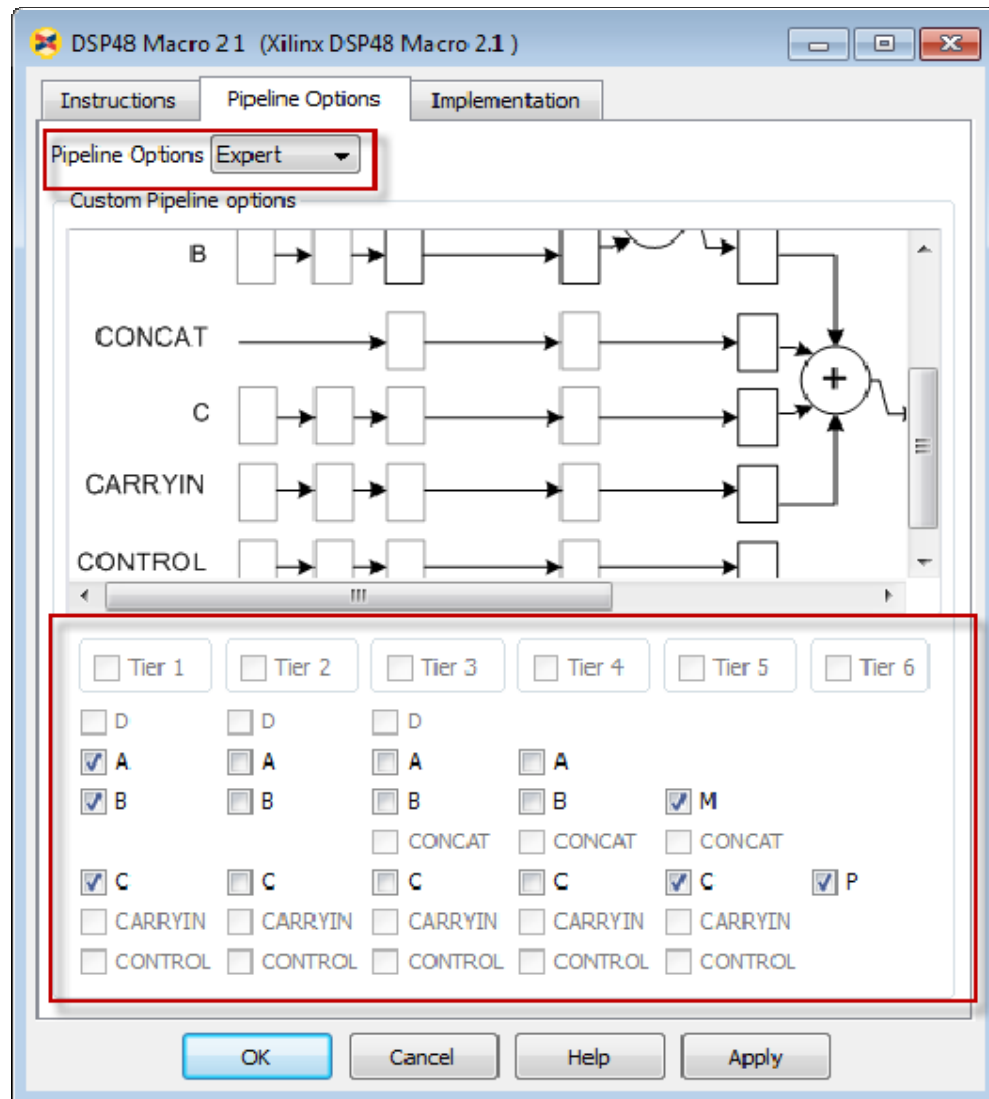 DSP48 Macro 2 1 (Xilinx DSP48 Macro 2.1 )
Instructions Pipeline Options Implementation
Pipeline Options Expert
Custom Pipeline options
B
CONCAT
+
C
CARRYIN
CONTROL
Tier 1 Tier 2 Tier 3 Tier 4 Tier 5 Tier 6
D D D
A A A A
B B B B M
CONCAT CONCAT CONCAT
C C C C C P
CARRYIN CARRYIN CARRYIN CARRYIN CARRYIN
CONTROL CONTROL CONTROL CONTROL CONTROL
OK Cancel Help Apply